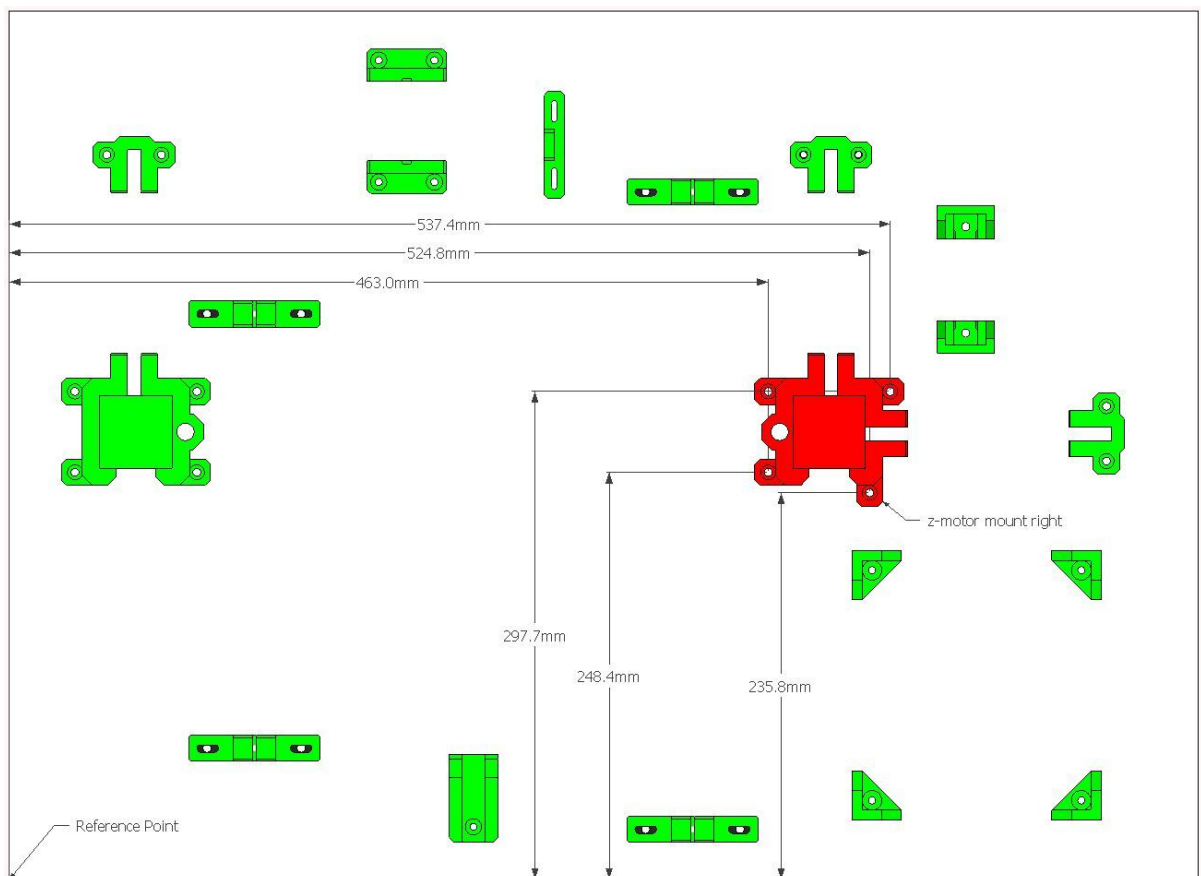 537.4mm
524.8mm
463.0mm
z-motor mount right
297.7mm
248.4mm
235.8mm
Reference Point